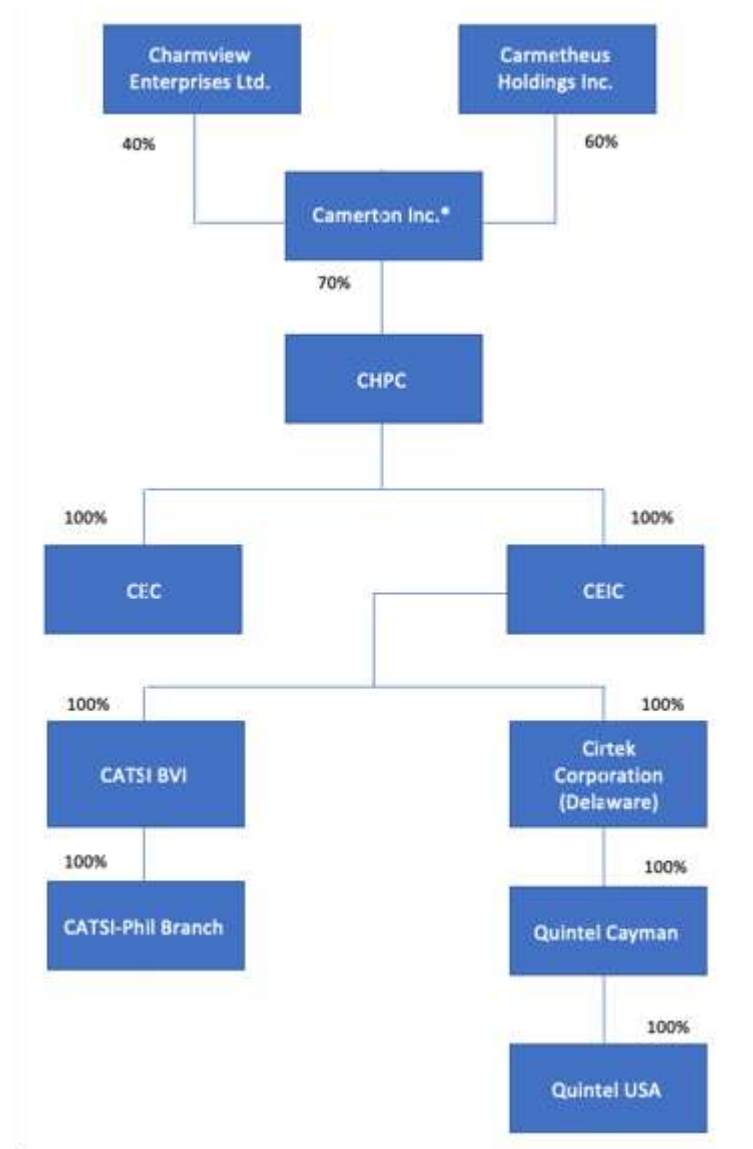 Charmview
Enterprises Ltd.
Carmetheus
Holdings Inc.
40%
60%
Camerton Inc.*
70%
CHPC
100%
100%
CEC
CEIC
100%
100%
CATSI BVI
Cirtek
Corporation
(Delaware)
100%
100%
CATSI-Phil Branch
Quintel Cayman
100%
Quintel USA